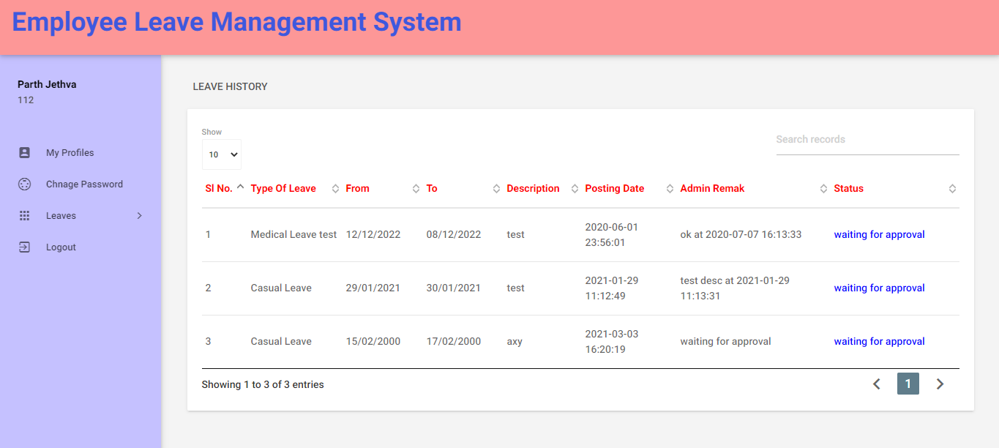 Employee Leave Management System
Parth Jethva
112
My Profiles
Chnage Password
Leaves
Logout
LEAVE HISTORY
Show
10
Search records
Sl No. Type Of Leave From To Description Posting Date Admin Remak Status
1 Medical Leave test 12/12/2022 08/12/2022 test 2020-06-01 23:56:01 ok at 2020-07-07 16:13:33 waiting for approval
2 Casual Leave 29/01/2021 30/01/2021 test 2021-01-29 11:12:49 test desc at 2021-01-29 11:13:31 waiting for approval
3 Casual Leave 15/02/2000 17/02/2000 axy 2021-03-03 16:20:19 waiting for approval waiting for approval
Showing 1 to 3 of 3 entries
1